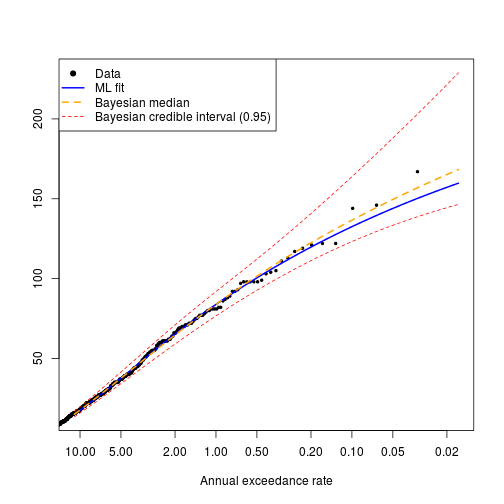 Data
ML fit
Bayesian median
Bayesian credible interval (0.95)
200
150
100
50
10.00 5.00 2.00 1.00 0.50 0.20 0.10 0.05 0.02
Annual exceedance rate